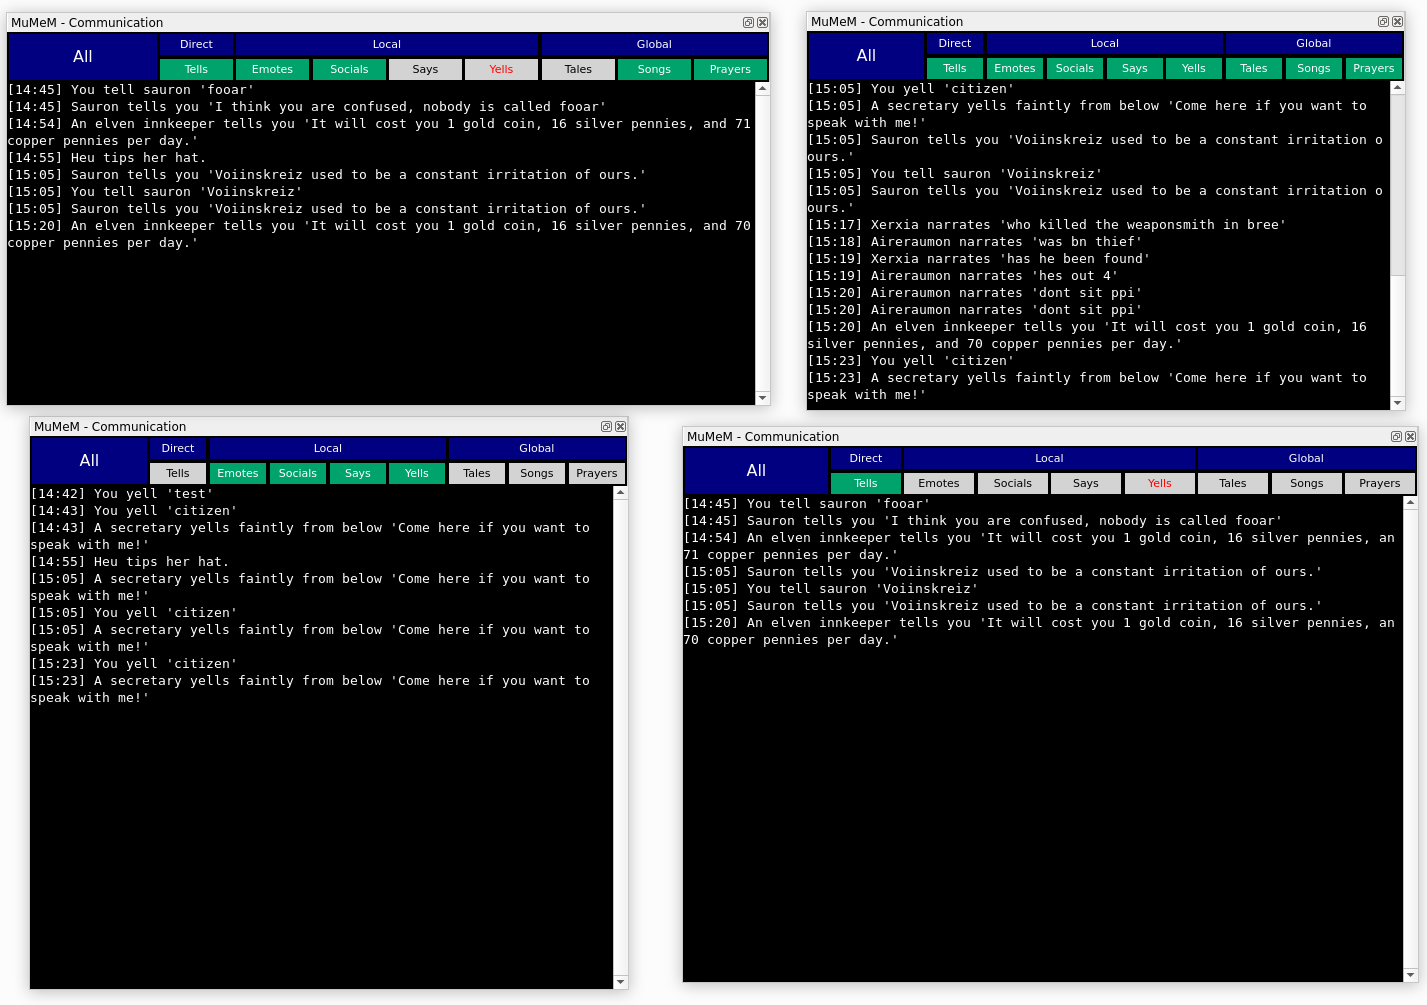 MuMeM - Communication
All
Direct
Local
Global
Tells
Emotes
Socials
Says
Yells
Tales
Songs
Prayers
[14:45] You tell sauron 'fooar'
[14:45] Sauron tells you 'I think you are confused, nobody is called fooar'
[14:54] An elven innkeeper tells you 'It will cost you 1 gold coin, 16 silver pennies, and 71
copper pennies per day.'
[14:55] Heu tips her hat.
[15:05] Sauron tells you 'Voiinskreiz used to be a constant irritation of ours.'
[15:05] You tell sauron 'Voiinskreiz'
[15:05] Sauron tells you 'Voiinskreiz used to be a constant irritation of ours.'
[15:20] An elven innkeeper tells you 'It will cost you 1 gold coin, 16 silver pennies, and 70
copper pennies per day.'
MuMeM - Communication
All
Direct
Local
Global
Tells
Emotes
Socials
Says
Yells
Tales
Songs
Prayers
[15:05] You yell 'citizen'
[15:05] A secretary yells faintly from below 'Come here if you want to
speak with me!'
[15:05] Sauron tells you 'Voiinskreiz used to be a constant irritation o
ours.'
[15:05] You tell sauron 'Voiinskreiz'
[15:05] Sauron tells you 'Voiinskreiz used to be a constant irritation o
ours.'
[15:17] Xerxia narrates 'who killed the weaponsmith in bree'
[15:18] Aireraumon narrates 'was bn thief'
[15:19] Xerxia narrates 'has he been found'
[15:19] Aireraumon narrates 'hes out 4'
[15:20] Aireraumon narrates 'dont sit ppi'
[15:20] Aireraumon narrates 'dont sit ppi'
[15:20] An elven innkeeper tells you 'It will cost you 1 gold coin, 16
silver pennies, and 70 copper pennies per day.'
[15:23] You yell 'citizen'
[15:23] A secretary yells faintly from below 'Come here if you want to
speak with me!'
MuMeM - Communication
All
Direct
Local
Global
Tells
Emotes
Socials
Says
Yells
Tales
Songs
Prayers
[14:42] You yell 'test'
[14:43] You yell 'citizen'
[14:43] A secretary yells faintly from below 'Come here if you want to
speak with me!'
[14:55] Heu tips her hat.
[15:05] A secretary yells faintly from below 'Come here if you want to
speak with me!'
[15:05] You yell 'citizen'
[15:05] A secretary yells faintly from below 'Come here if you want to
speak with me!'
[15:23] You yell 'citizen'
[15:23] A secretary yells faintly from below 'Come here if you want to
speak with me!'
MuMeM - Communication
All
Direct
Local
Global
Tells
Emotes
Socials
Says
Yells
Tales
Songs
Prayers
[14:45] You tell sauron 'fooar'
[14:45] Sauron tells you 'I think you are confused, nobody is called fooar'
[14:54] An elven innkeeper tells you 'It will cost you 1 gold coin, 16 silver pennies, an
71 copper pennies per day.'
[15:05] Sauron tells you 'Voiinskreiz used to be a constant irritation of ours.'
[15:05] You tell sauron 'Voiinskreiz'
[15:05] Sauron tells you 'Voiinskreiz used to be a constant irritation of ours.'
[15:20] An elven innkeeper tells you 'It will cost you 1 gold coin, 16 silver pennies, an
70 copper pennies per day.'